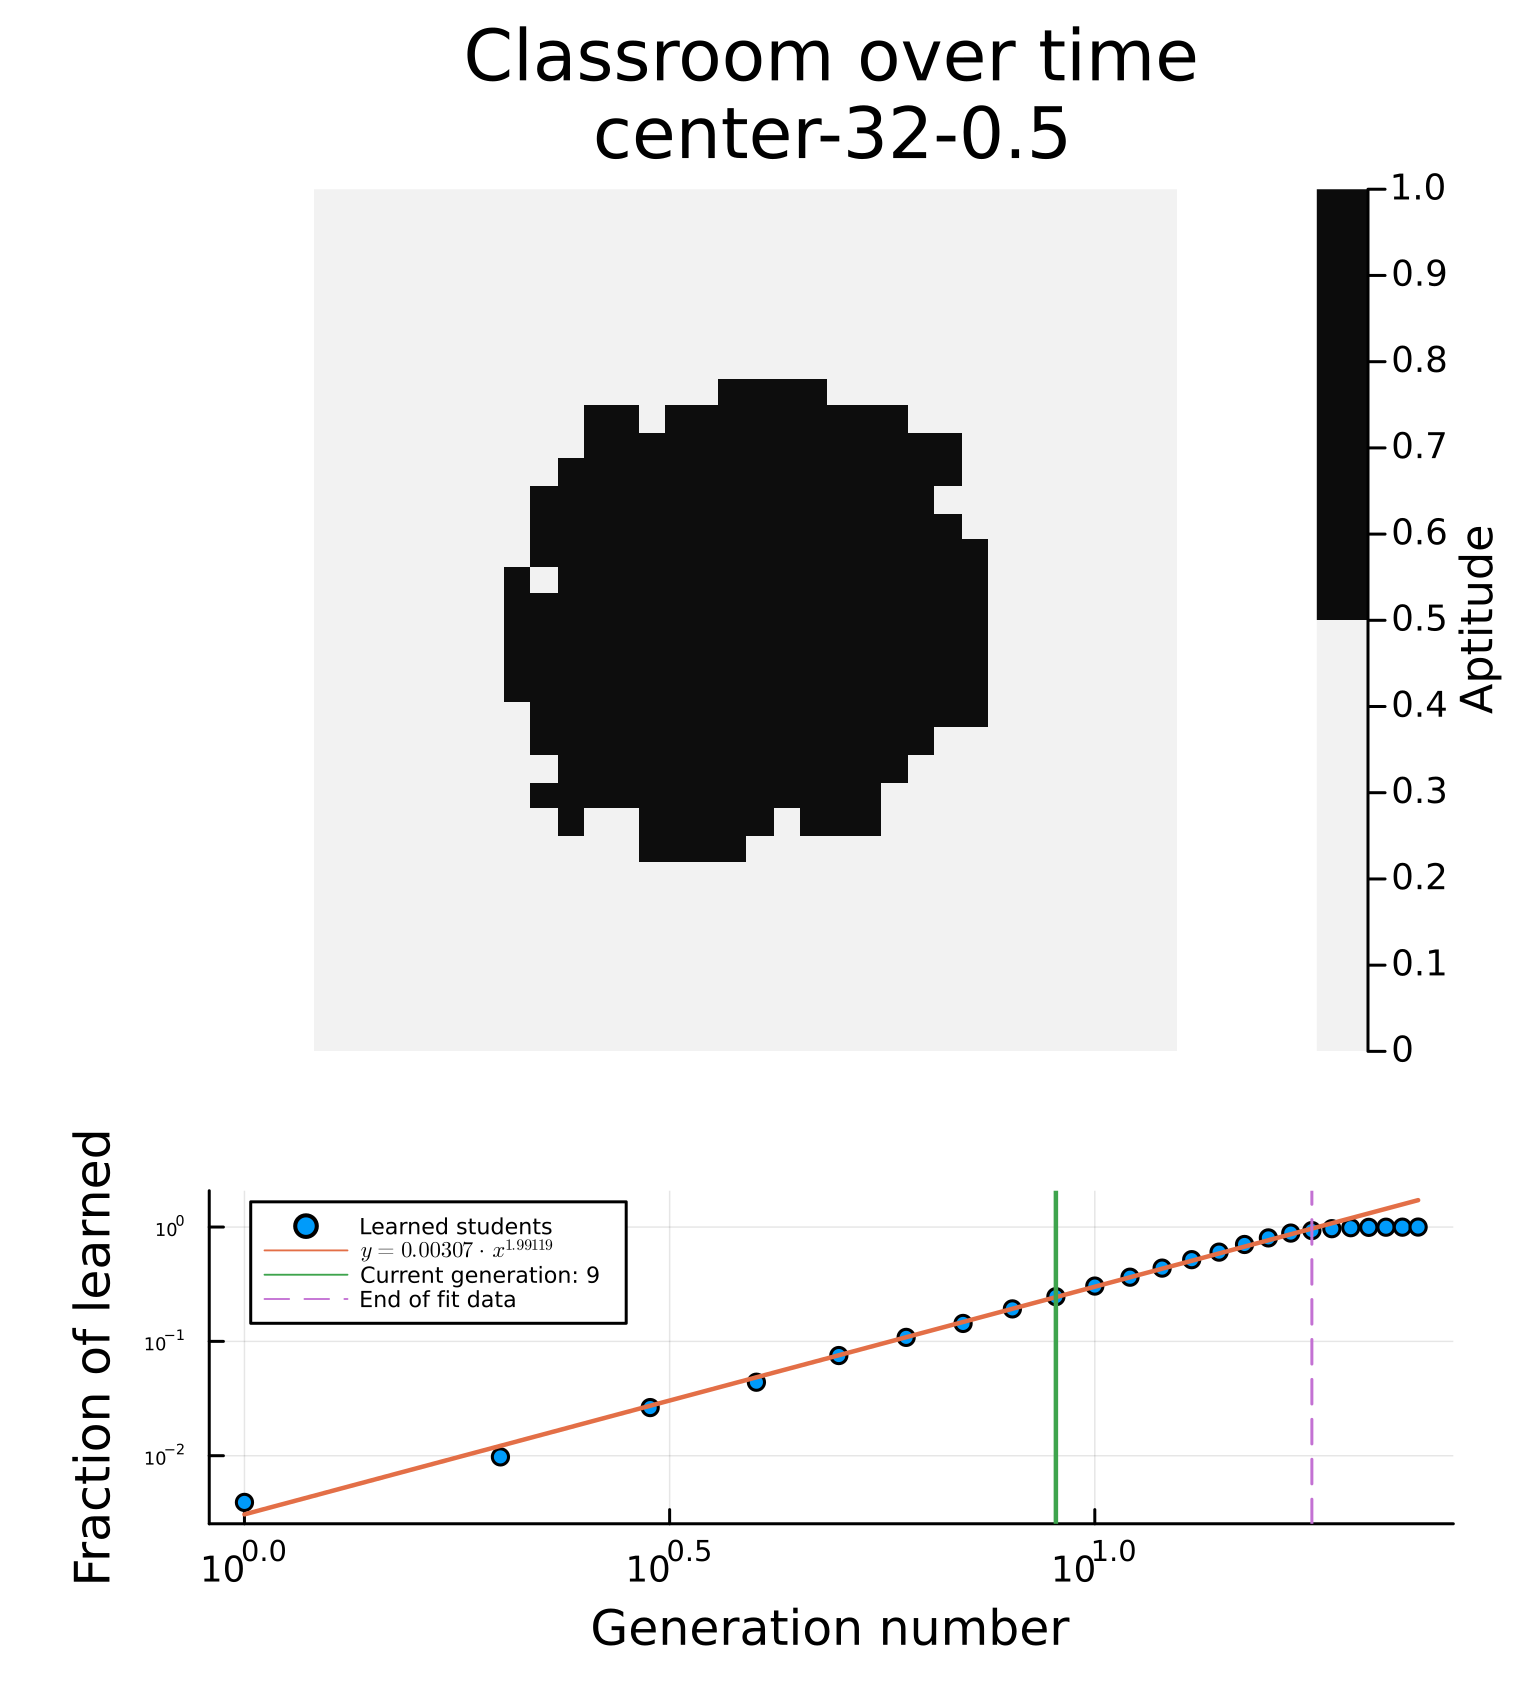 Classroom over time
center-32-0.5
1.0
0.9
0.8
0.7
0.6
0.5
0.4
0.3
0.2
0.1
0
Aptitude
Fraction of learned
10⁰
10⁻¹
10⁻²
Learned students
y = 0.00307 · x^1.99119
Current generation: 9
End of fit data
10^0.0
10^0.5
10^1.0
Generation number